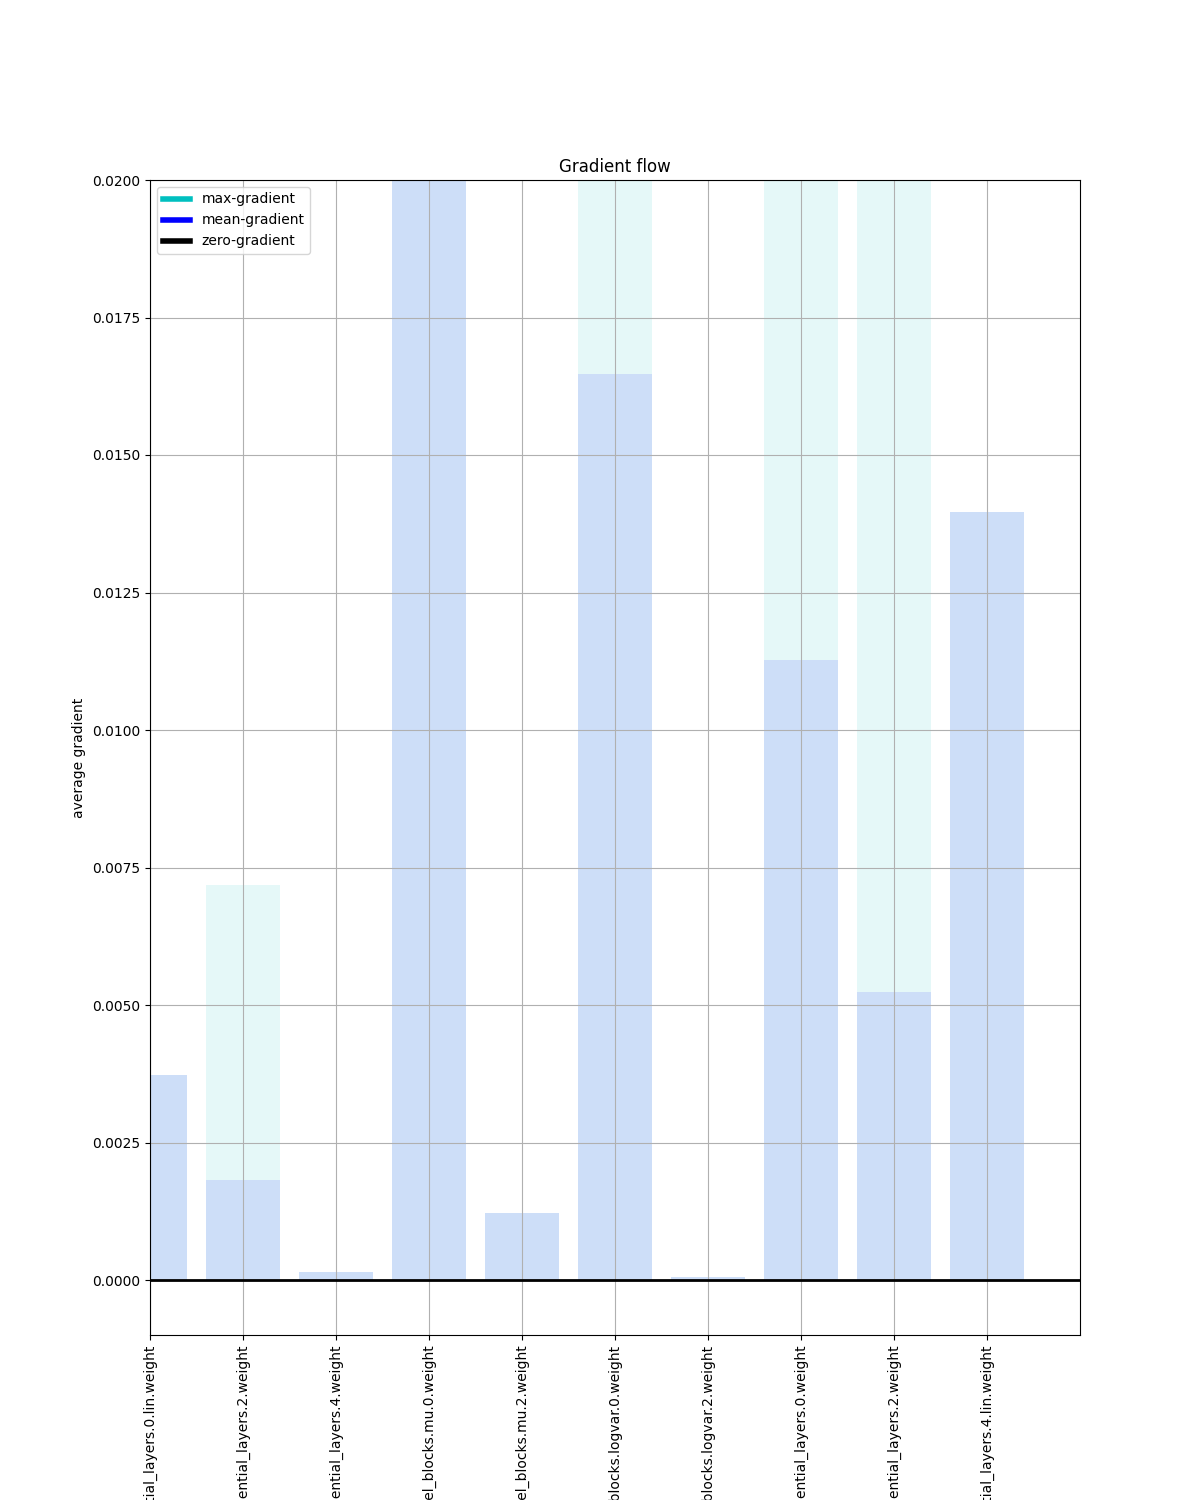 Gradient flow
max-gradient
mean-gradient
zero-gradient
average gradient
0.0200
0.0175
0.0150
0.0125
0.0100
0.0075
0.0050
0.0025
0.0000
tial_layers.0.lin.weight
ential_layers.2.weight
ential_layers.4.weight
el_blocks.mu.0.weight
el_blocks.mu.2.weight
blocks.logvar.0.weight
blocks.logvar.2.weight
ential_layers.0.weight
ential_layers.2.weight
tial_layers.4.lin.weight